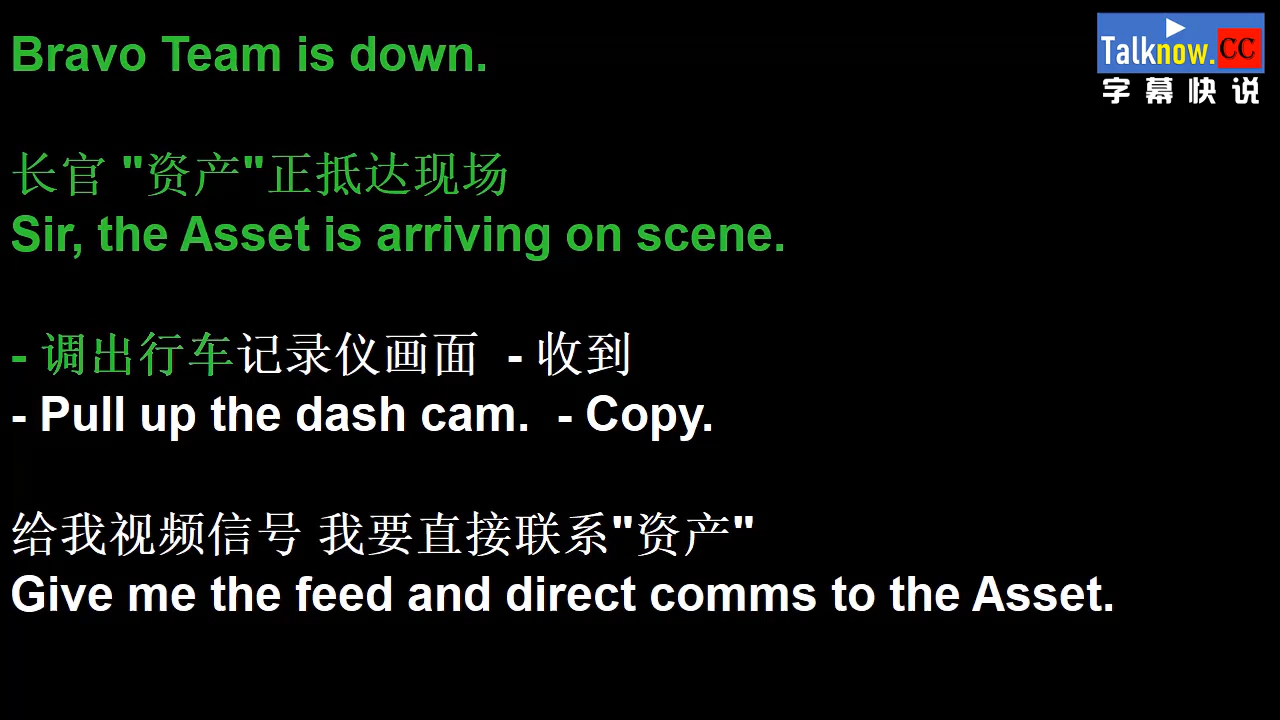 Bravo Team is down.
Talknow.CC
字幕快说
长官 "资产"正抵达现场
Sir, the Asset is arriving on scene.
- 调出行车记录仪画面  - 收到
- Pull up the dash cam.  - Copy.
给我视频信号 我要直接联系"资产"
Give me the feed and direct comms to the Asset.